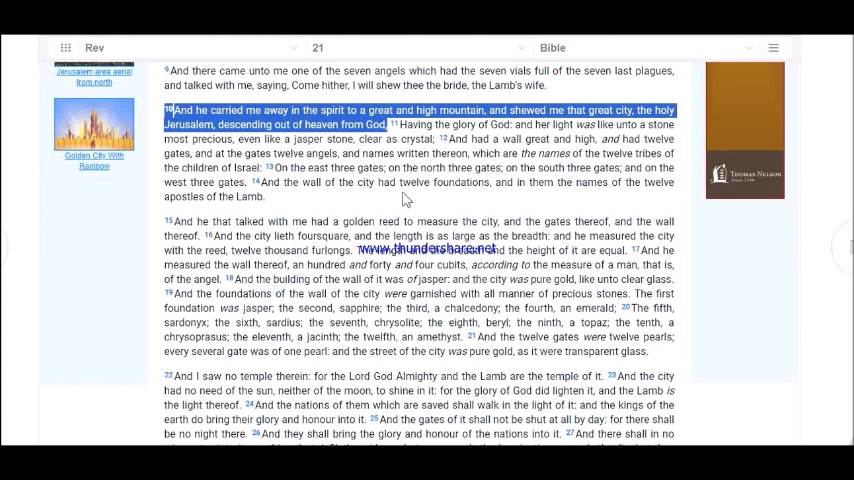 Rev 21 Bible
Jerusalem area aerial
from north
Golden City With
Rainbow
9And there came unto me one of the seven angels which had the seven vials full of the seven last plagues,
and talked with me, saying, Come hither, I will shew thee the bride, the Lamb's wife.
10And he carried me away in the spirit to a great and high mountain, and shewed me that great city, the holy
Jerusalem, descending out of heaven from God, 11Having the glory of God: and her light was like unto a stone
most precious, even like a jasper stone, clear as crystal; 12And had a wall great and high, and had twelve
gates, and at the gates twelve angels, and names written thereon, which are the names of the twelve tribes of
the children of Israel: 13On the east three gates; on the north three gates; on the south three gates; and on the
west three gates. 14And the wall of the city had twelve foundations, and in them the names of the twelve
apostles of the Lamb.
15And he that talked with me had a golden reed to measure the city, and the gates thereof, and the wall
thereof. 16And the city lieth foursquare, and the length is as large as the breadth: and he measured the city
with the reed, twelve thousand furlongs. The length and the breadth and the height of it are equal. 17And he
www.thundershare.net
measured the wall thereof, an hundred and forty and four cubits, according to the measure of a man, that is,
of the angel. 18And the building of the wall of it was of jasper: and the city was pure gold, like unto clear glass.
19And the foundations of the wall of the city were garnished with all manner of precious stones. The first
foundation was jasper; the second, sapphire; the third, a chalcedony; the fourth, an emerald; 20The fifth,
sardonyx; the sixth, sardius; the seventh, chrysolite; the eighth, beryl; the ninth, a topaz; the tenth, a
chrysoprasus; the eleventh, a jacinth; the twelfth, an amethyst. 21And the twelve gates were twelve pearls;
every several gate was of one pearl: and the street of the city was pure gold, as it were transparent glass.
22And I saw no temple therein: for the Lord God Almighty and the Lamb are the temple of it. 23And the city
had no need of the sun, neither of the moon, to shine in it: for the glory of God did lighten it, and the Lamb is
the light thereof. 24And the nations of them which are saved shall walk in the light of it: and the kings of the
earth do bring their glory and honour into it. 25And the gates of it shall not be shut at all by day: for there shall
be no night there. 26And they shall bring the glory and honour of the nations into it. 27And there shall in no
THOMAS NELSON
Since 1798